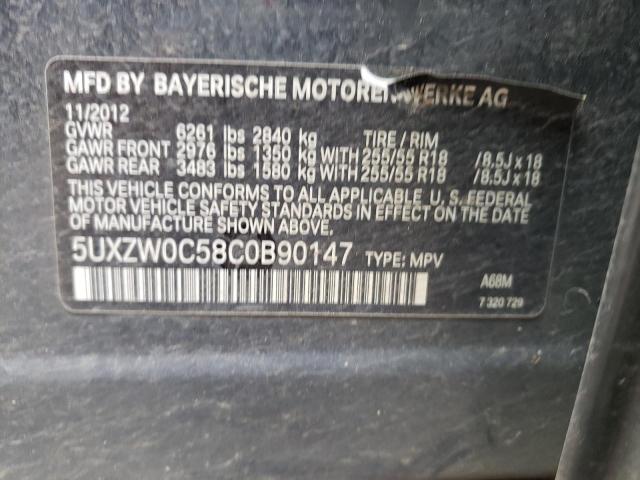 MFD BY BAYERISCHE MOTOREN WERKE AG
11/2012
GVWR 6261 lbs 2840 kg TIRE / RIM
GAWR FRONT 2976 lbs 1350 kg WITH 255/55 R18 /8.5J x 18
GAWR REAR 3483 lbs 1580 kg WITH 255/55 R18 /8.5J x 18
THIS VEHICLE CONFORMS TO ALL APPLICABLE U.S. FEDERAL
MOTOR VEHICLE SAFETY STANDARDS IN EFFECT ON THE DATE
OF MANUFACTURE SHOWN ABOVE.
5UXZW0C58C0B90147 TYPE: MPV
A68M
7 320 729